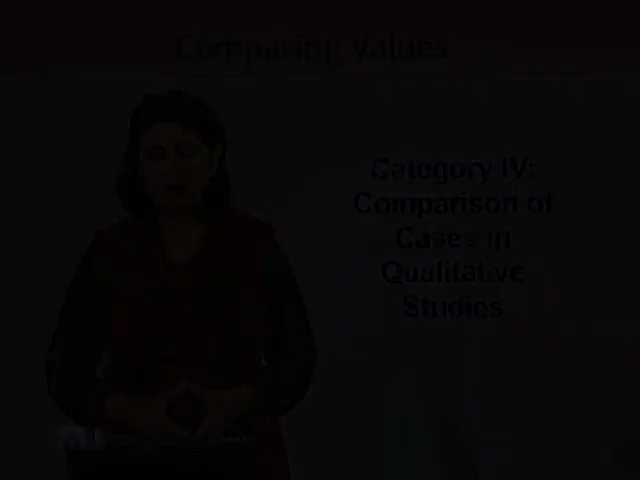 Comparing Values
Category IV:
Comparison of
Cases in
Qualitative
Studies